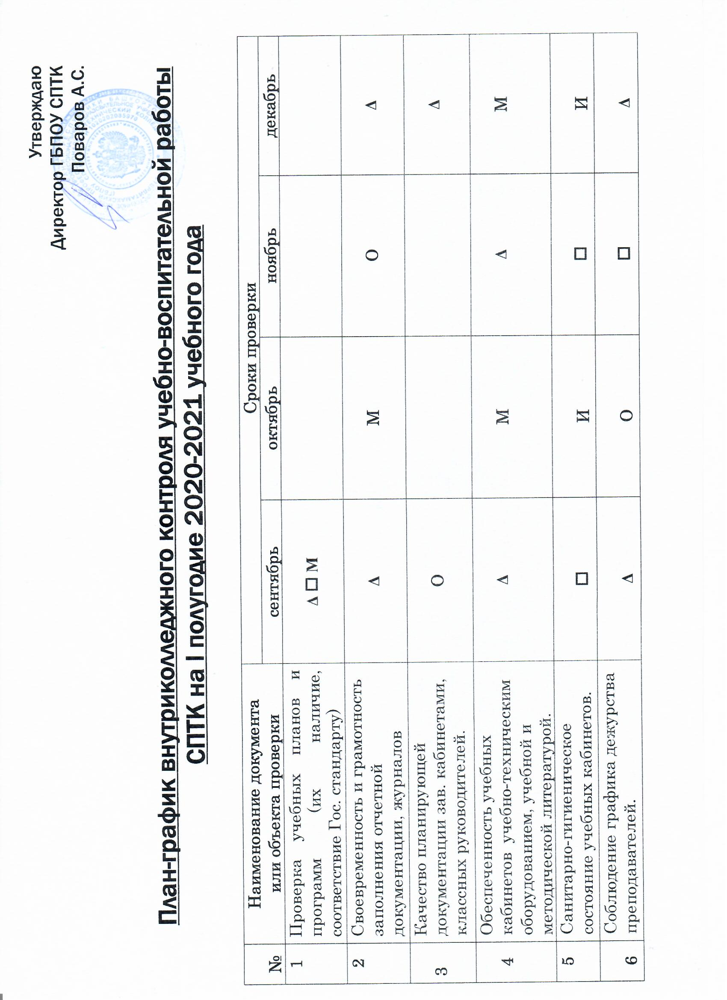 Утверждаю
Директор ГБПОУ СПТК
Поваров А.С.
План-график внутриколледжного контроля учебно-воспитательной работы
СПТК на I полугодие 2020-2021 учебного года
№
Наименование документа
или объекта проверки
Сроки проверки
сентябрь
октябрь
ноябрь
декабрь
1
Проверка учебных планов и
программ (их наличие,
соответствие Гос. стандарту)
Δ □ М
2
Своевременность и грамотность
заполнения отчетной
документации, журналов
Δ
М
О
Δ
3
Качество планирующей
документации зав. кабинетами,
классных руководителей.
О
Δ
4
Обеспеченность учебных
кабинетов учебно-техническим
оборудованием, учебной и
методической литературой.
Δ
М
Δ
М
5
Санитарно-гигиеническое
состояние учебных кабинетов.
□
И
□
И
6
Соблюдение графика дежурства
преподавателей.
Δ
О
□
Δ